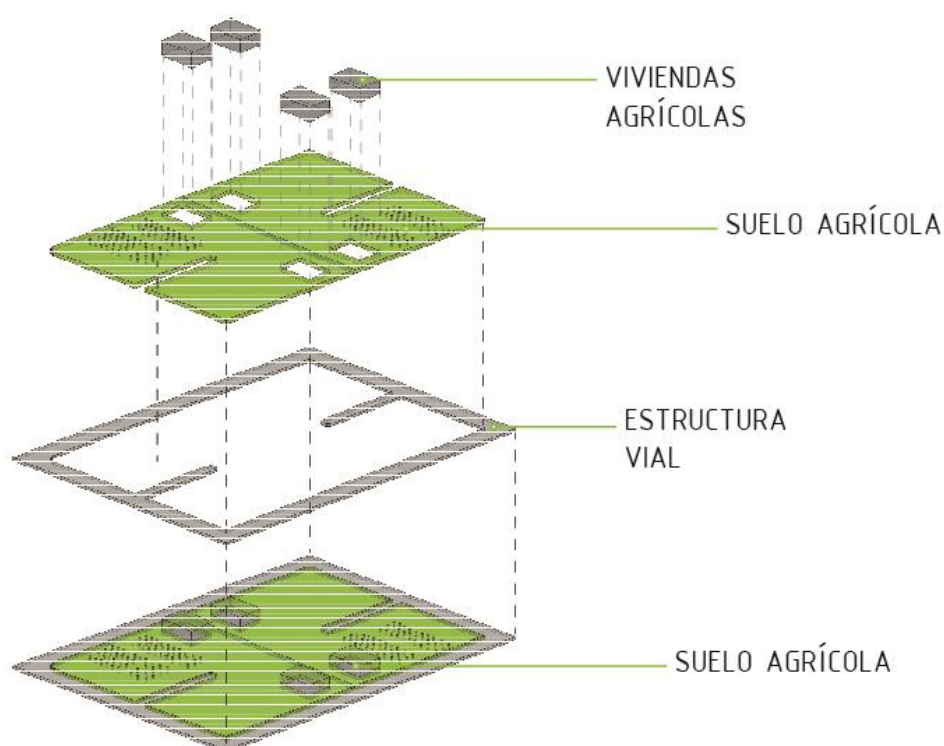 VIVIENDAS
AGRÍCOLAS
SUELO AGRÍCOLA
ESTRUCTURA
VIAL
SUELO AGRÍCOLA